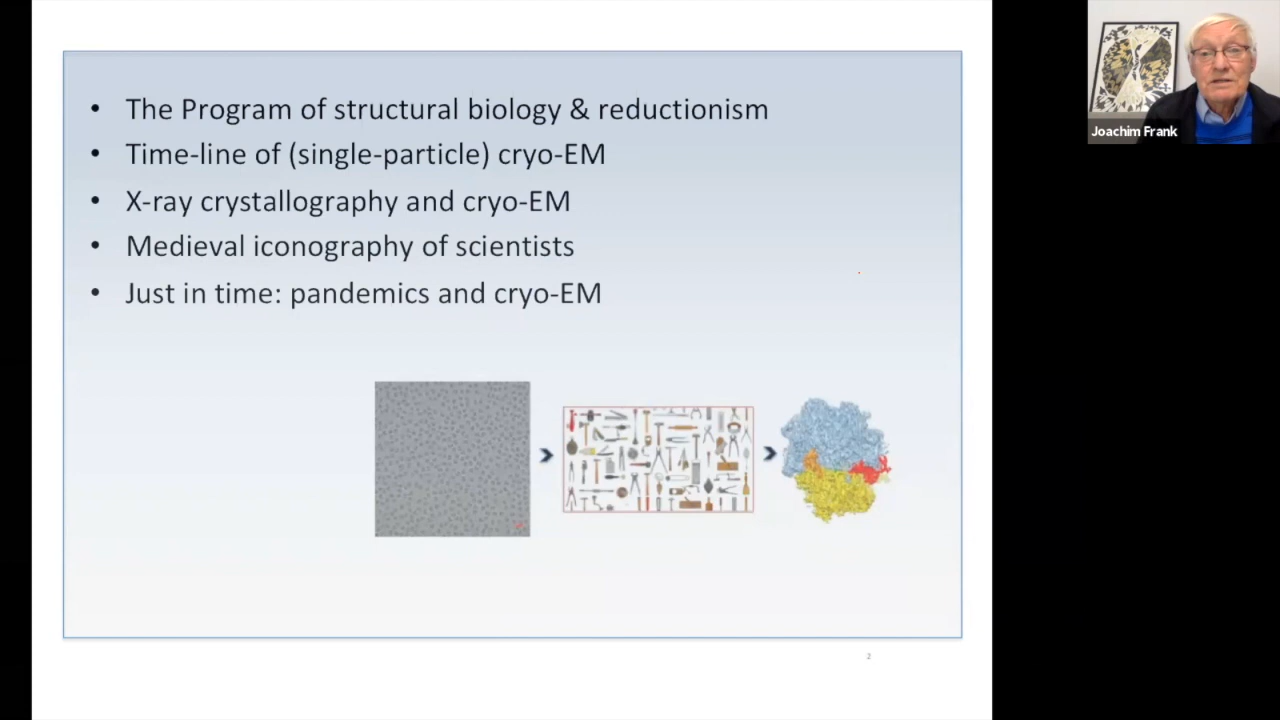 • The Program of structural biology & reductionism
• Time-line of (single-particle) cryo-EM
• X-ray crystallography and cryo-EM
• Medieval iconography of scientists
• Just in time: pandemics and cryo-EM
2
Joachim Frank